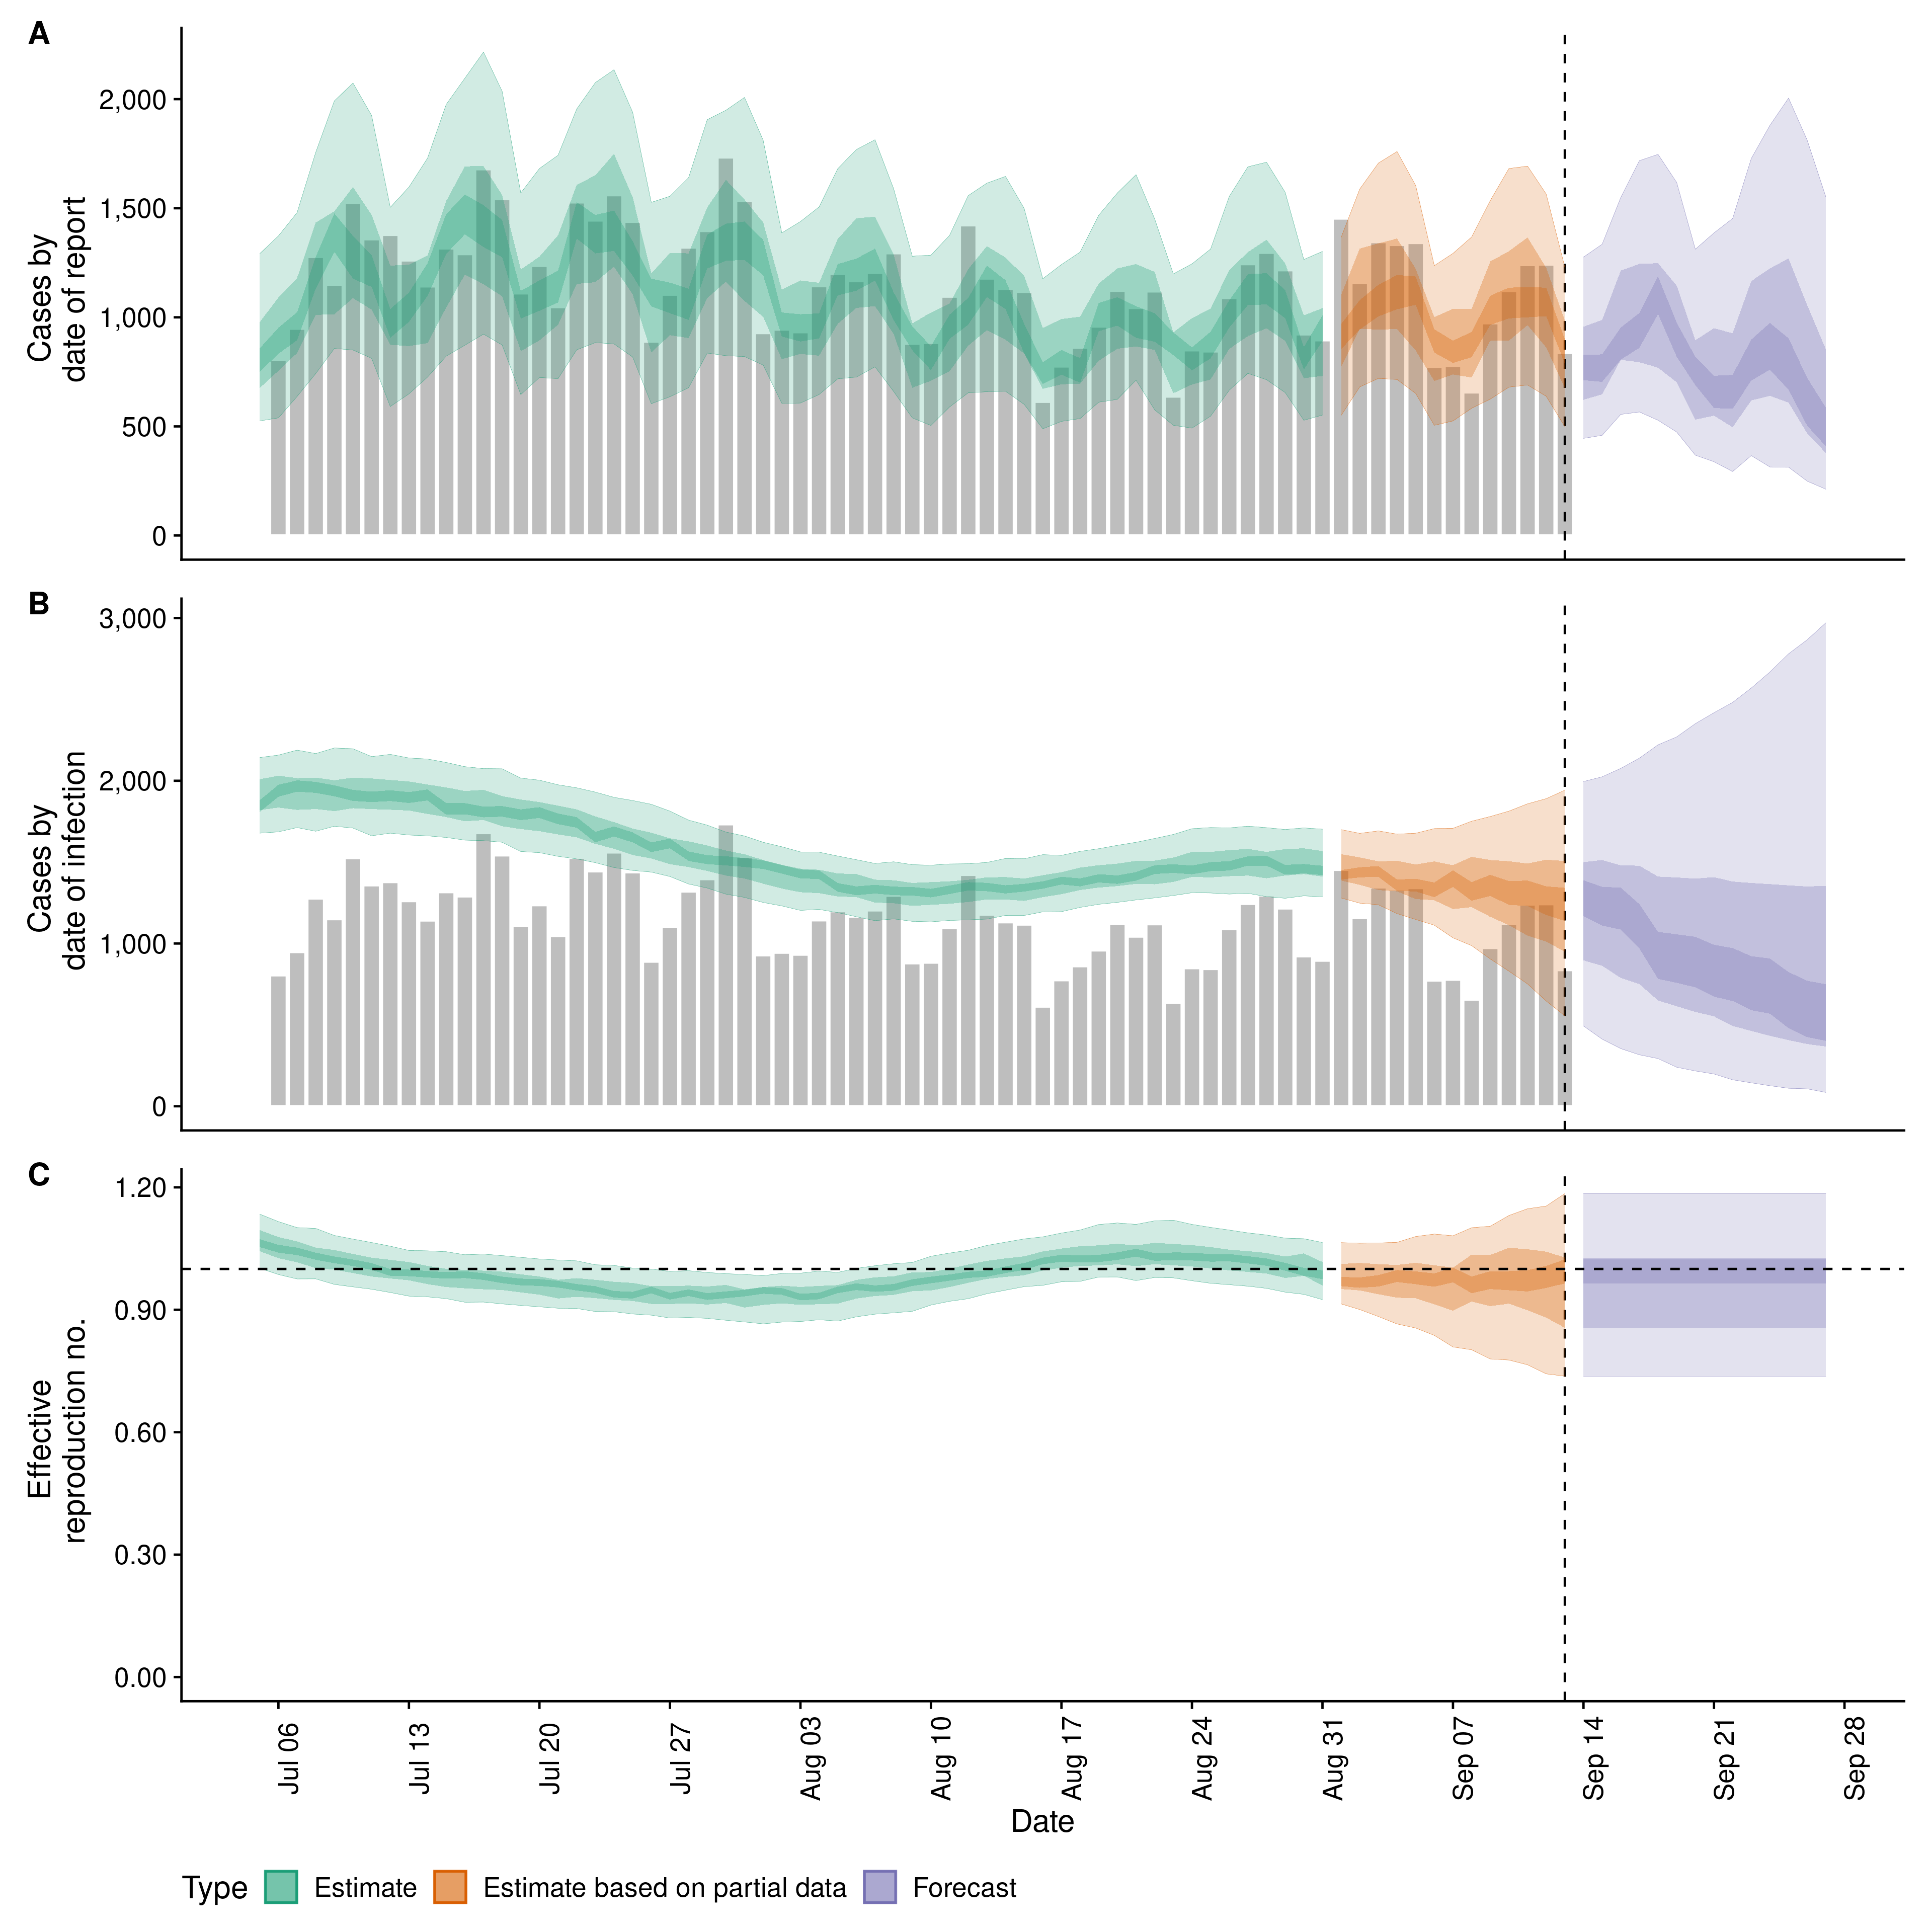 A
2,000
1,500
1,000
500
0
Cases by
date of report
B
3,000
2,000
1,000
0
Cases by
date of infection
C
1.20
0.90
0.60
0.30
0.00
Effective
reproduction no.
Jul 06
Jul 13
Jul 20
Jul 27
Aug 03
Aug 10
Aug 17
Aug 24
Aug 31
Sep 07
Sep 14
Sep 21
Sep 28
Date
Type Estimate Estimate based on partial data Forecast